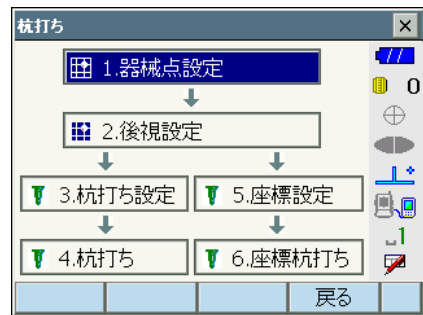 杭打ち
1.器械点設定
0
2.後視設定
3.杭打ち設定 5.座標設定
1
4.杭打ち 6.座標杭打ち
戻る